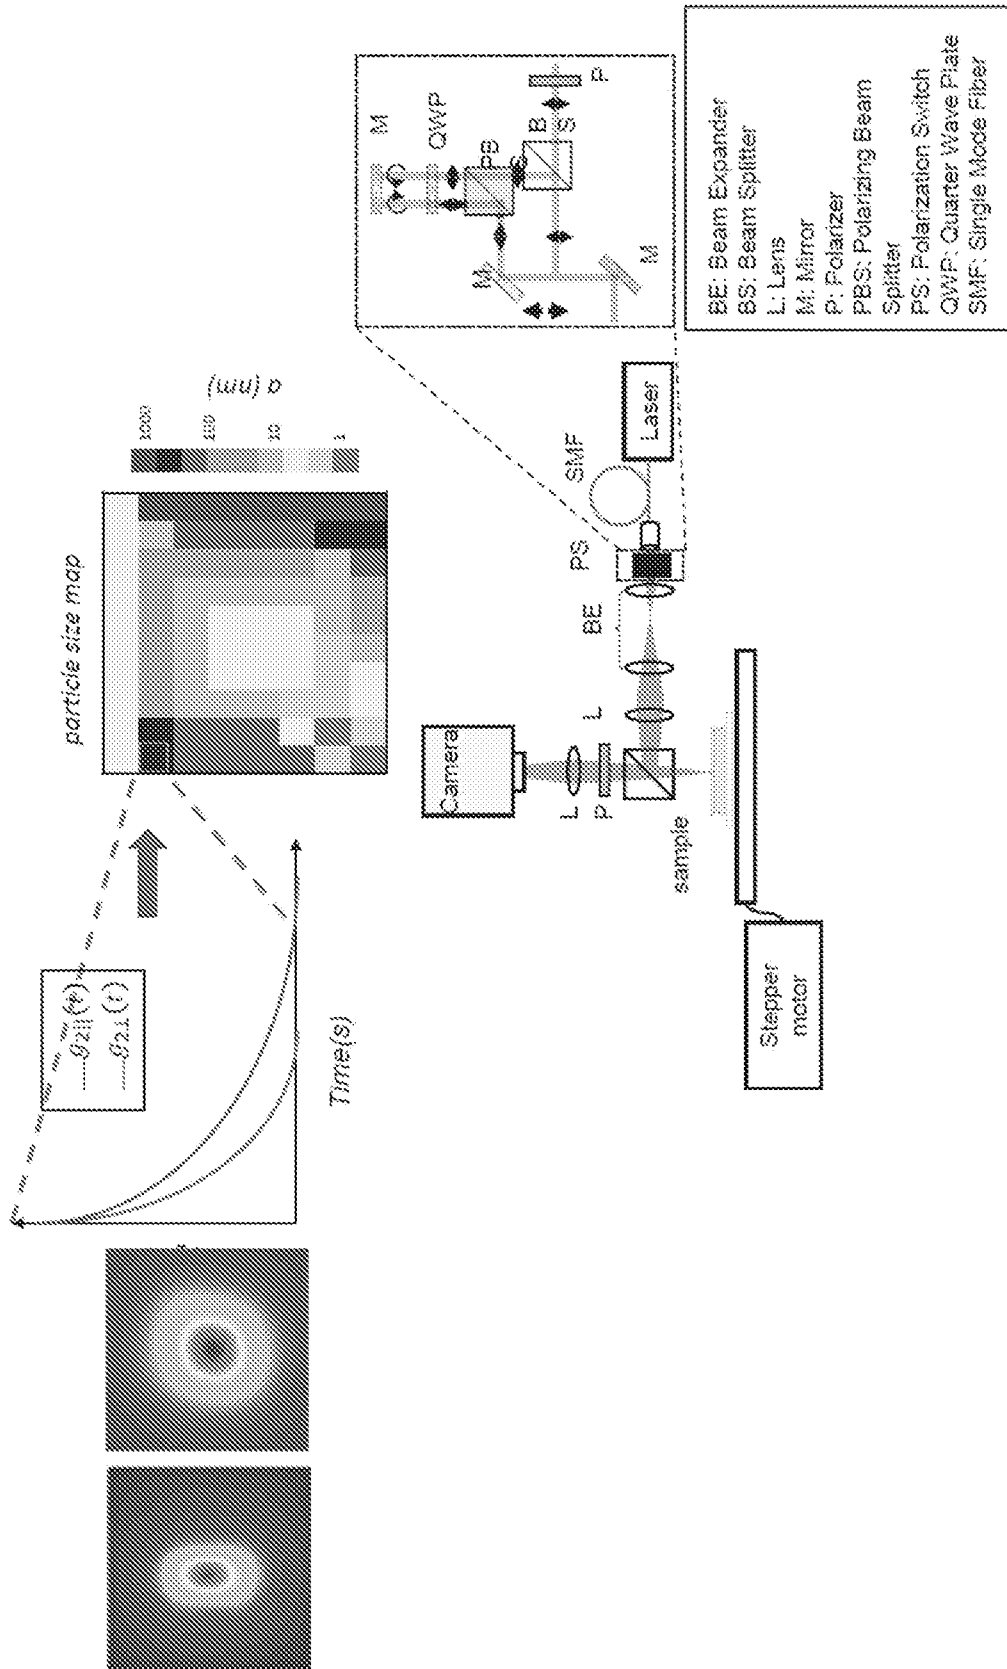 g2||(t)
g2⊥(t)
Time(s)
particle size map
1000
100
10
1
a (nm)
Camera
L
P
sample
Stepper
motor
L
BE
PS
SMF
Laser
M
QWP
PB
M
B
S
P
M
BE: Beam Expander
BS: Beam Splitter
L: Lens
M: Mirror
P: Polarizer
PBS: Polarizing Beam
Splitter
PS: Polarization Switch
QWP: Quarter Wave Plate
SMF: Single Mode Fiber